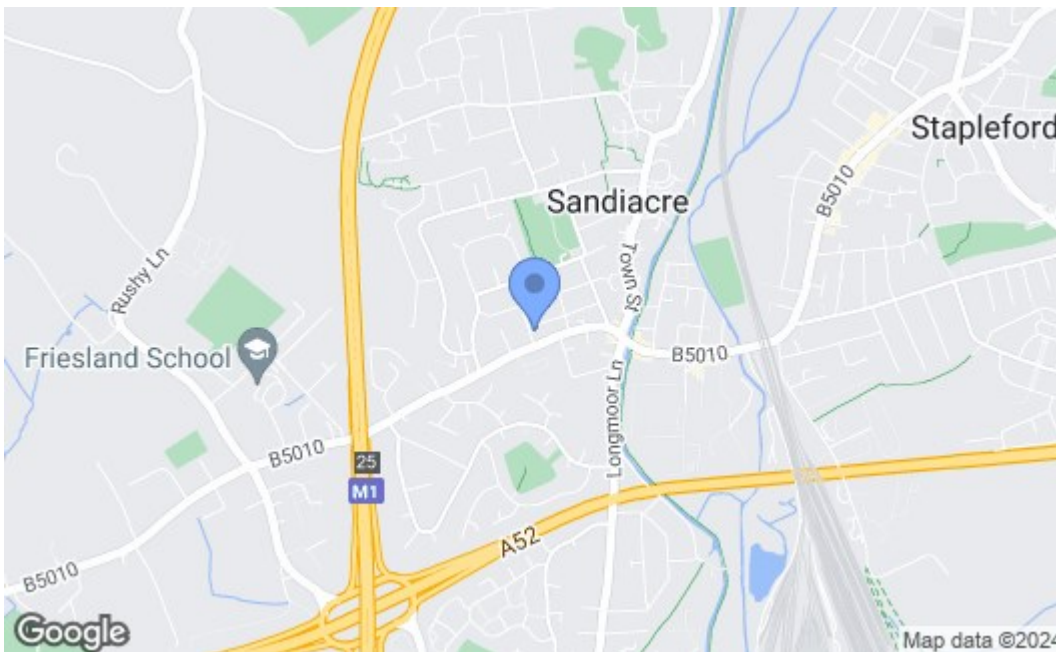 Stapleford
B5010
Sandiacre
Town St
Rushy Ln
Friesland School
B5010
Longmoor Ln
B5010
25
M1
A52
B5010
Google
Map data ©2024